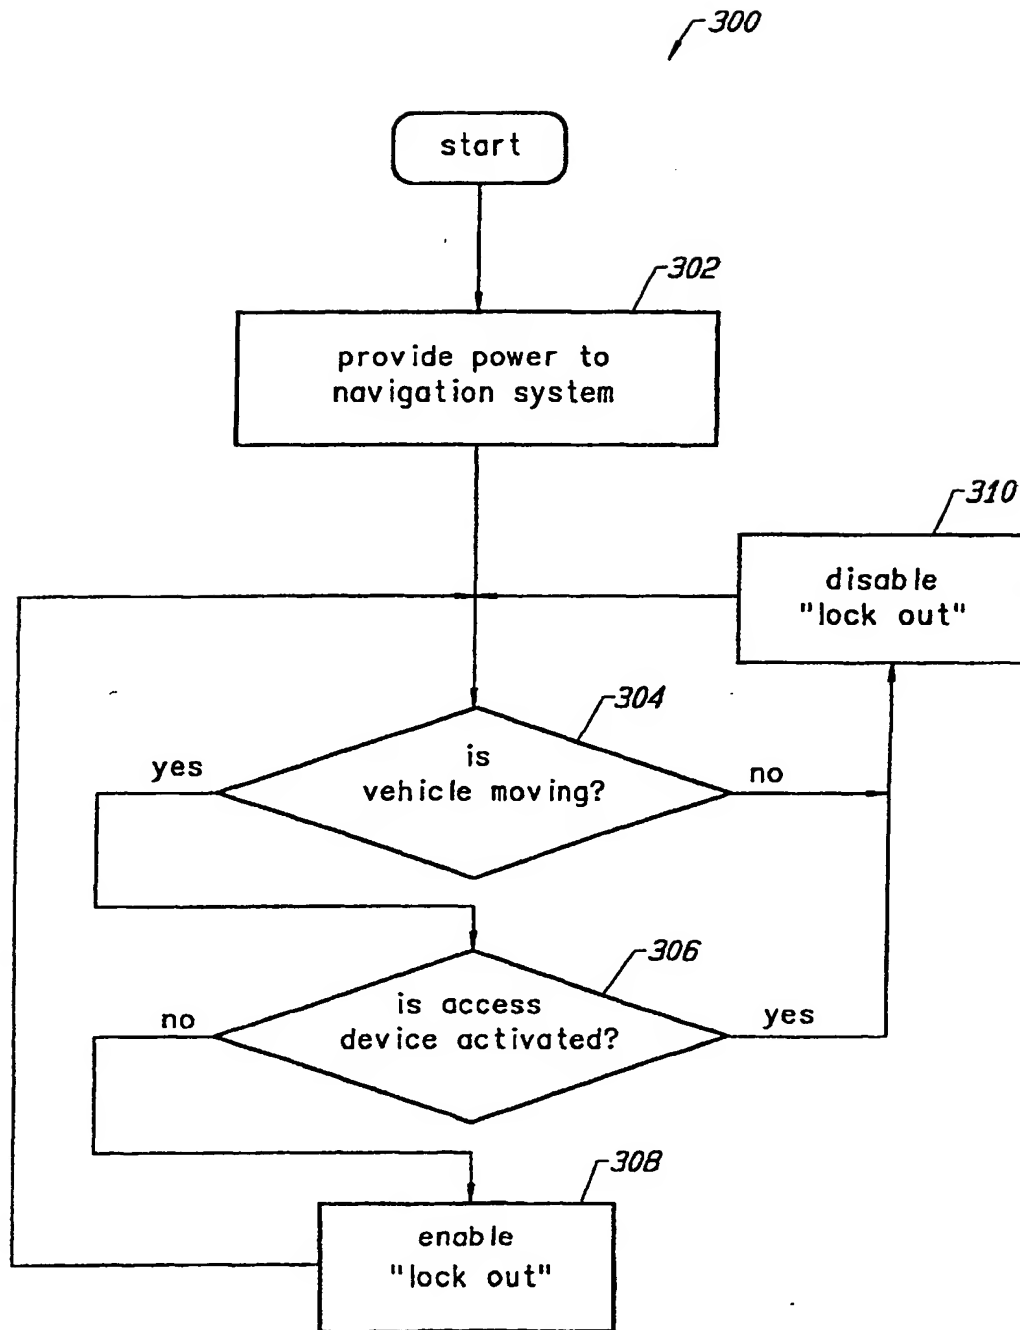 300
start
302
provide power to
navigation system
310
disable
"lock out"
304
is
vehicle moving?
yes
no
306
is access
device activated?
no
yes
308
enable
"lock out"